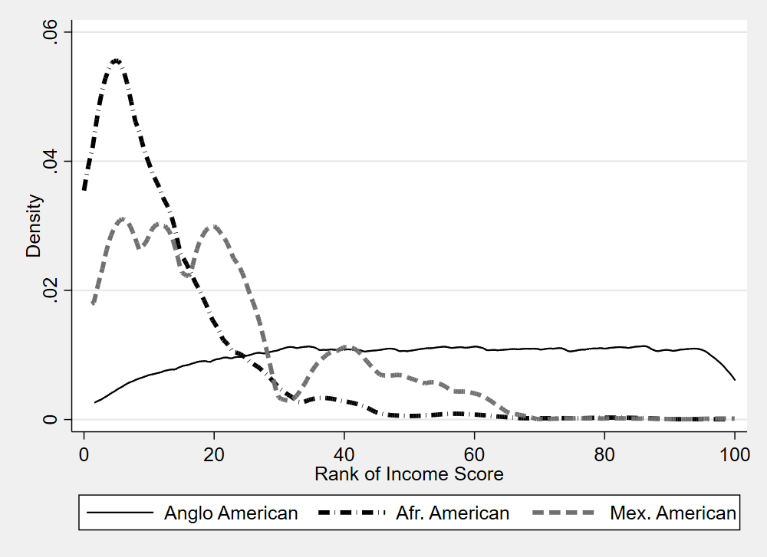 .06
.04
.02
0
Density
0 20 40 60 80 100
Rank of Income Score
Anglo American Afr. American Mex. American